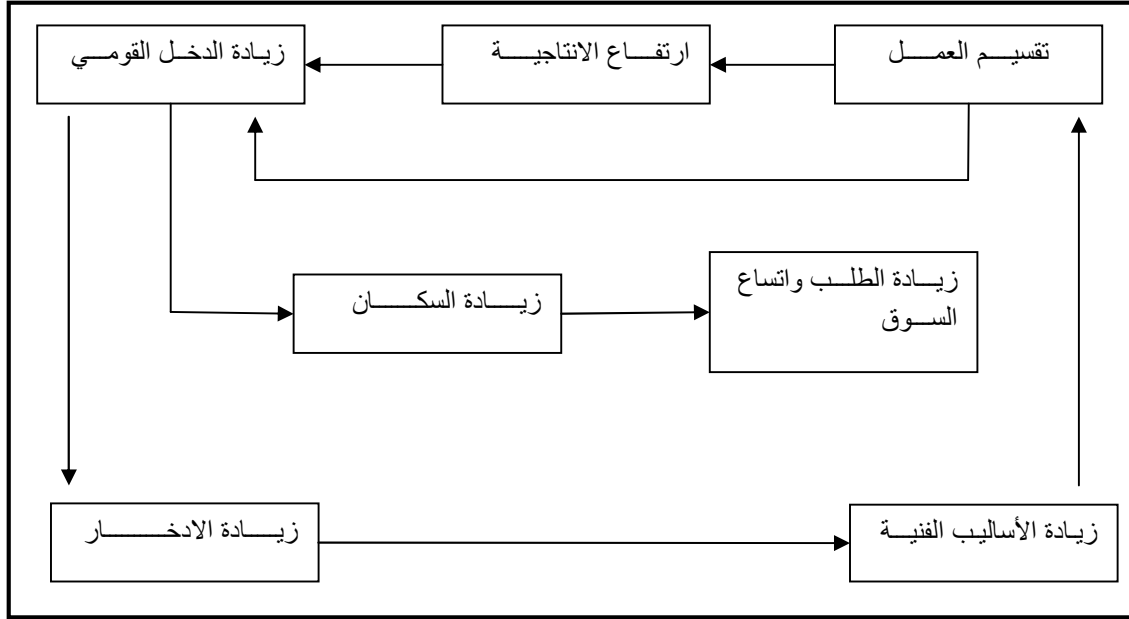 تقسيم العمل
ارتفاع الانتاجية
زيادة الدخل القومي
زيادة الطلب واتساع
السوق
زيادة السكان
زيادة الأساليب الفنية
زيادة الادخار